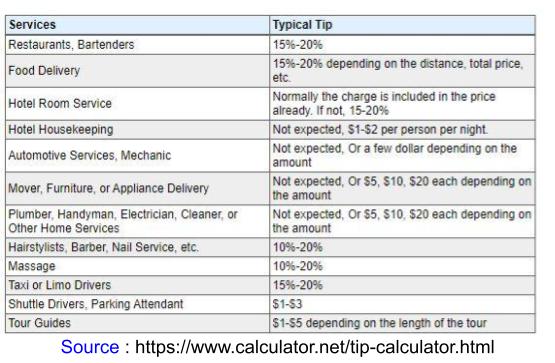 Services Typical Tip
Restaurants, Bartenders 15%-20%
Food Delivery 15%-20% depending on the distance, total price,
etc.
Hotel Room Service Normally the charge is included in the price
already. If not, 15-20%
Hotel Housekeeping Not expected, $1-$2 per person per night.
Automotive Services, Mechanic Not expected, Or a few dollar depending on the
amount
Mover, Furniture, or Appliance Delivery Not expected, Or $5, $10, $20 each depending on
the amount
Plumber, Handyman, Electrician, Cleaner, or Not expected, Or $5, $10, $20 each depending on
Other Home Services the amount
Hairstylists, Barber, Nail Service, etc. 10%-20%
Massage 10%-20%
Taxi or Limo Drivers 15%-20%
Shuttle Drivers, Parking Attendant $1-$3
Tour Guides $1-$5 depending on the length of the tour
Source : https://www.calculator.net/tip-calculator.html